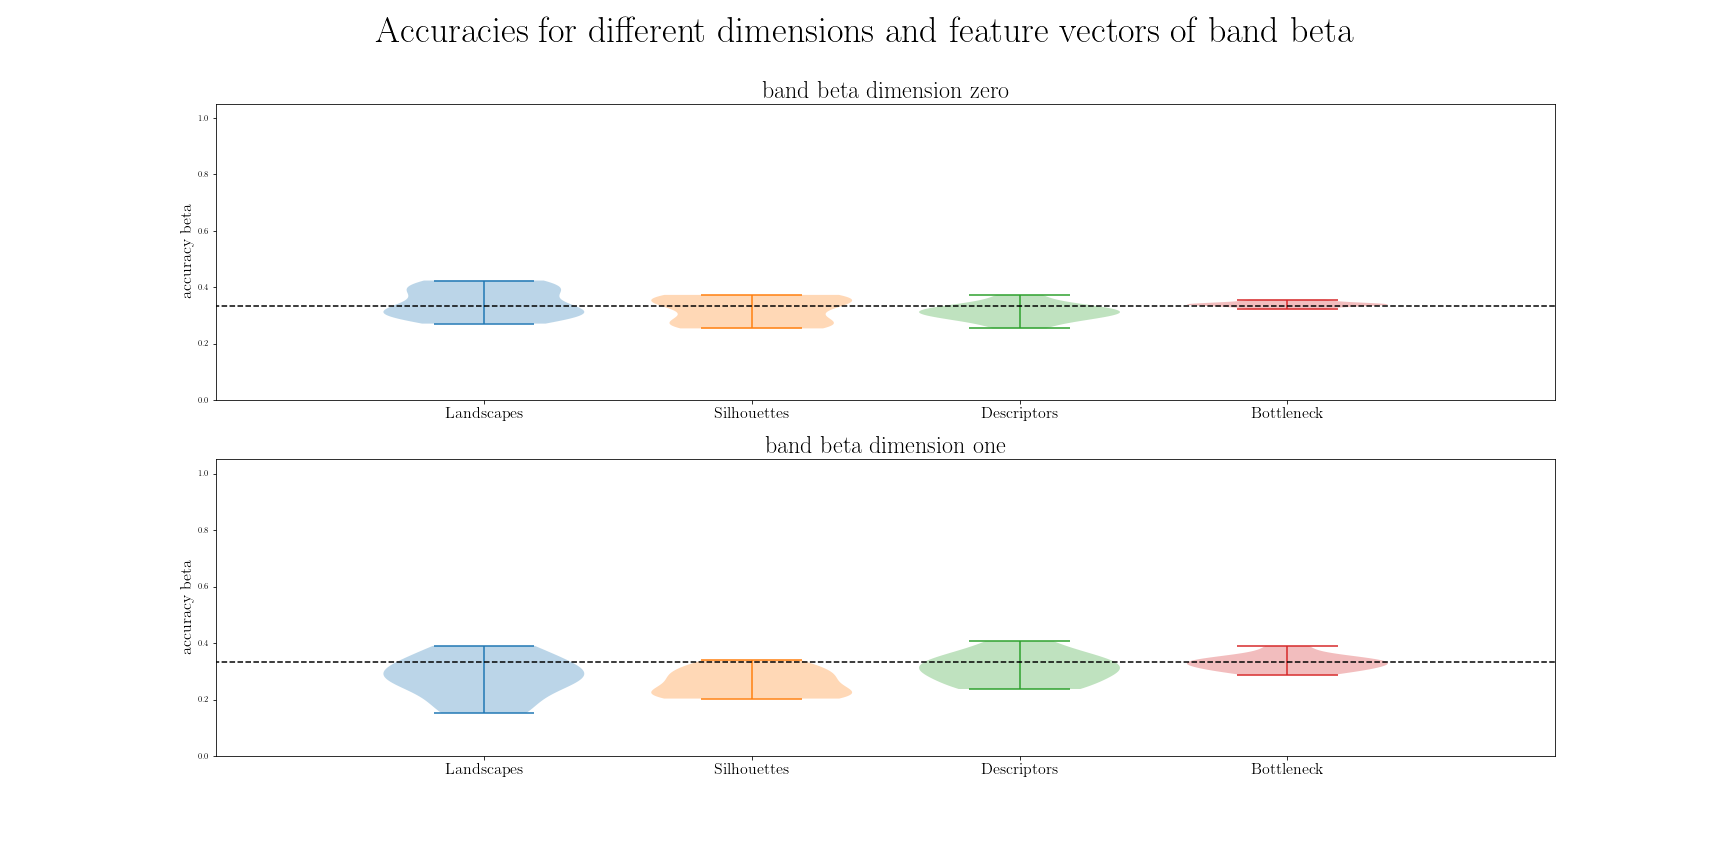 Accuracies for different dimensions and feature vectors of band beta
band beta dimension zero
1.0
0.8
0.6
0.4
0.2
0.0
accuracy beta
Landscapes Silhouettes Descriptors Bottleneck
band beta dimension one
1.0
0.8
0.6
0.4
0.2
0.0
accuracy beta
Landscapes Silhouettes Descriptors Bottleneck